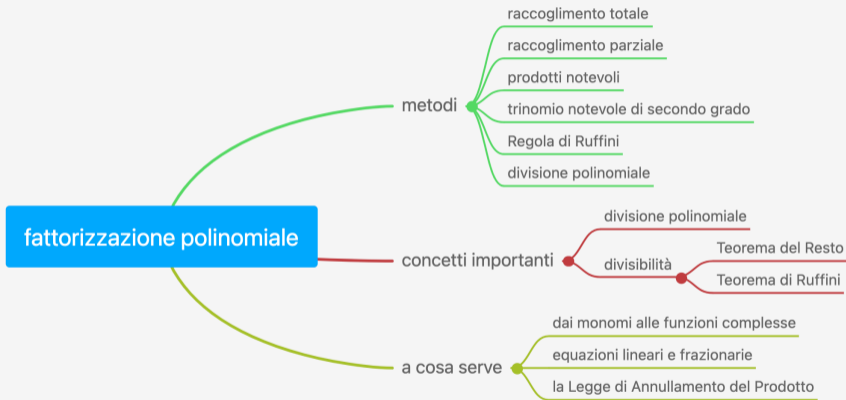 raccoglimento totale
raccoglimento parziale
prodotti notevoli
metodi
trinomio notevole di secondo grado
Regola di Ruffini
divisione polinomiale
fattorizzazione polinomiale
divisione polinomiale
concetti importanti
divisibilità
Teorema del Resto
Teorema di Ruffini
dai monomi alle funzioni complesse
a cosa serve
equazioni lineari e frazionarie
la Legge di Annullamento del Prodotto